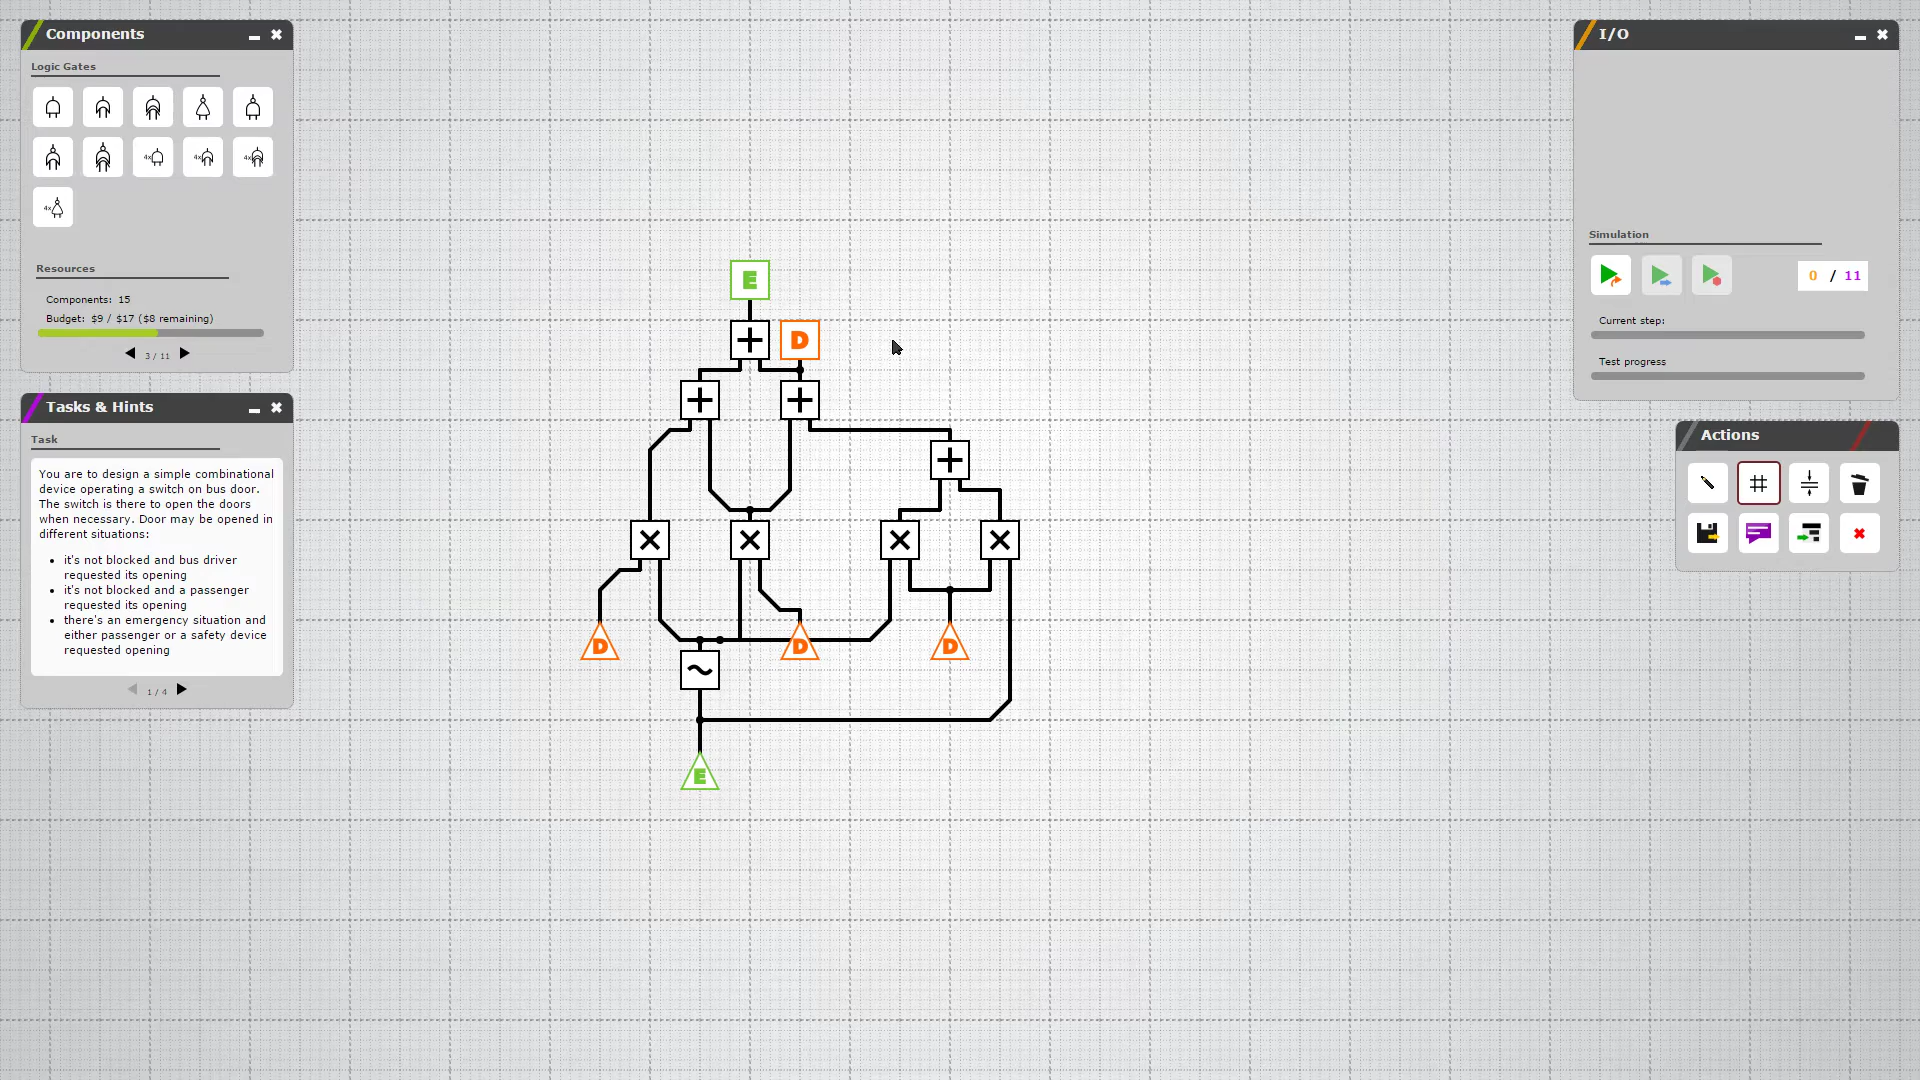 Components
Logic Gates
4x
4x
4x
4x
Resources
Components: 15
Budget: $9 / $17 ($8 remaining)
3 / 11
Tasks & Hints
Task
You are to design a simple combinational
device operating a switch on bus door.
The switch is there to open the doors
when necessary. Door may be opened in
different situations:
• it's not blocked and bus driver
requested its opening
• it's not blocked and a passenger
requested its opening
• there's an emergency situation and
either passenger or a safety device
requested opening
1 / 4
E
D
D
D
D
E
I/O
Simulation
0 / 11
Current step:
Test progress
Actions